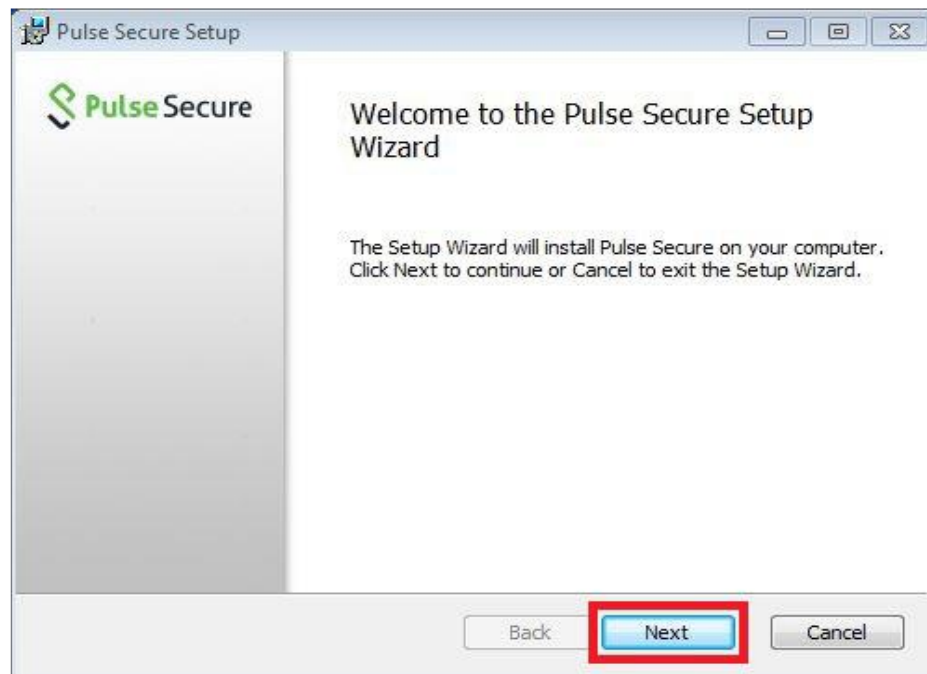 Pulse Secure Setup
Pulse Secure
Welcome to the Pulse Secure Setup
Wizard
The Setup Wizard will install Pulse Secure on your computer.
Click Next to continue or Cancel to exit the Setup Wizard.
Back
Next
Cancel